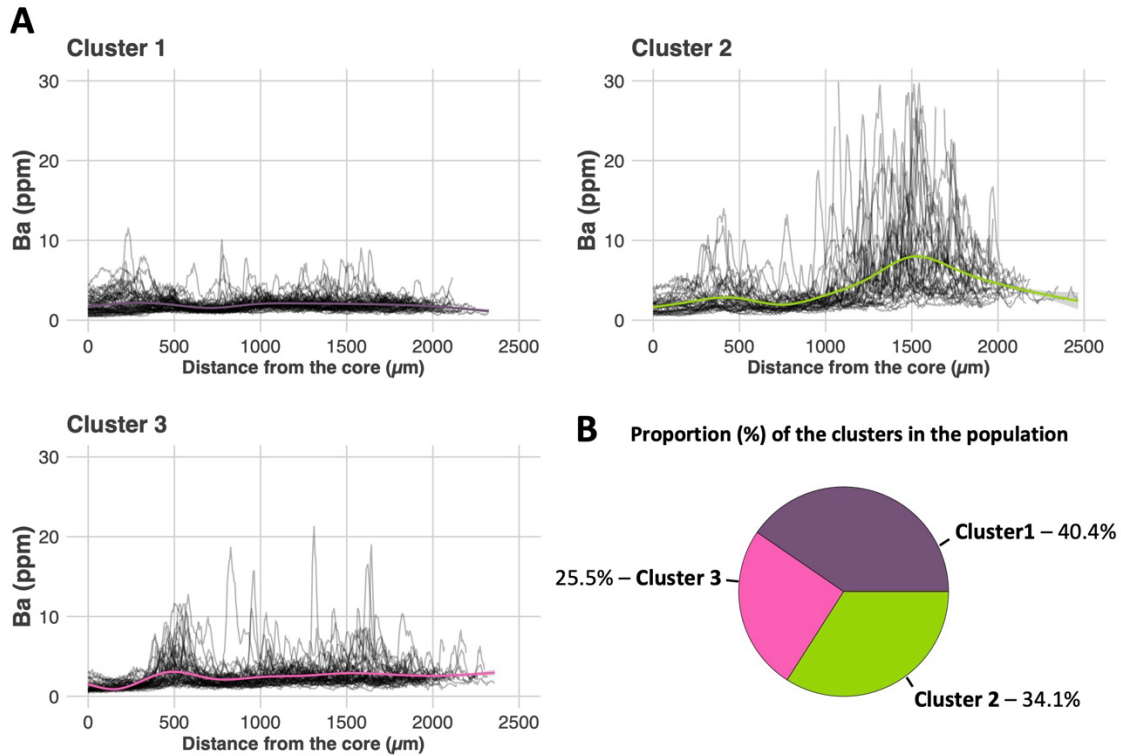 A
Cluster 1
30
20
10
0
Ba (ppm)
0 500 1000 1500 2000 2500
Distance from the core (µm)
Cluster 2
30
20
10
0
Ba (ppm)
0 500 1000 1500 2000 2500
Distance from the core (µm)
Cluster 3
30
20
10
0
Ba (ppm)
0 500 1000 1500 2000 2500
Distance from the core (µm)
B Proportion (%) of the clusters in the population
Cluster1 – 40.4%
25.5% – Cluster 3
Cluster 2 – 34.1%